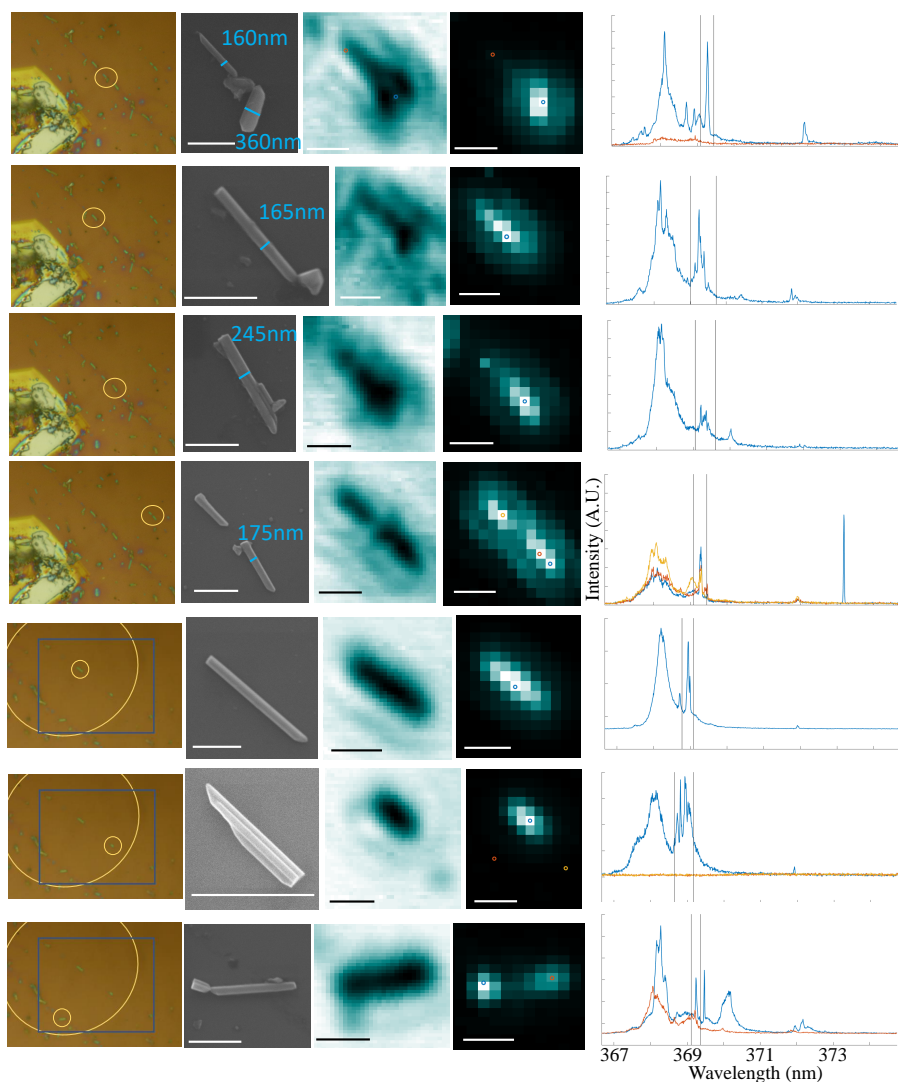 160nm
360nm
165nm
245nm
175nm
Intensity (A.U.)
367 369 371 373
Wavelength (nm)